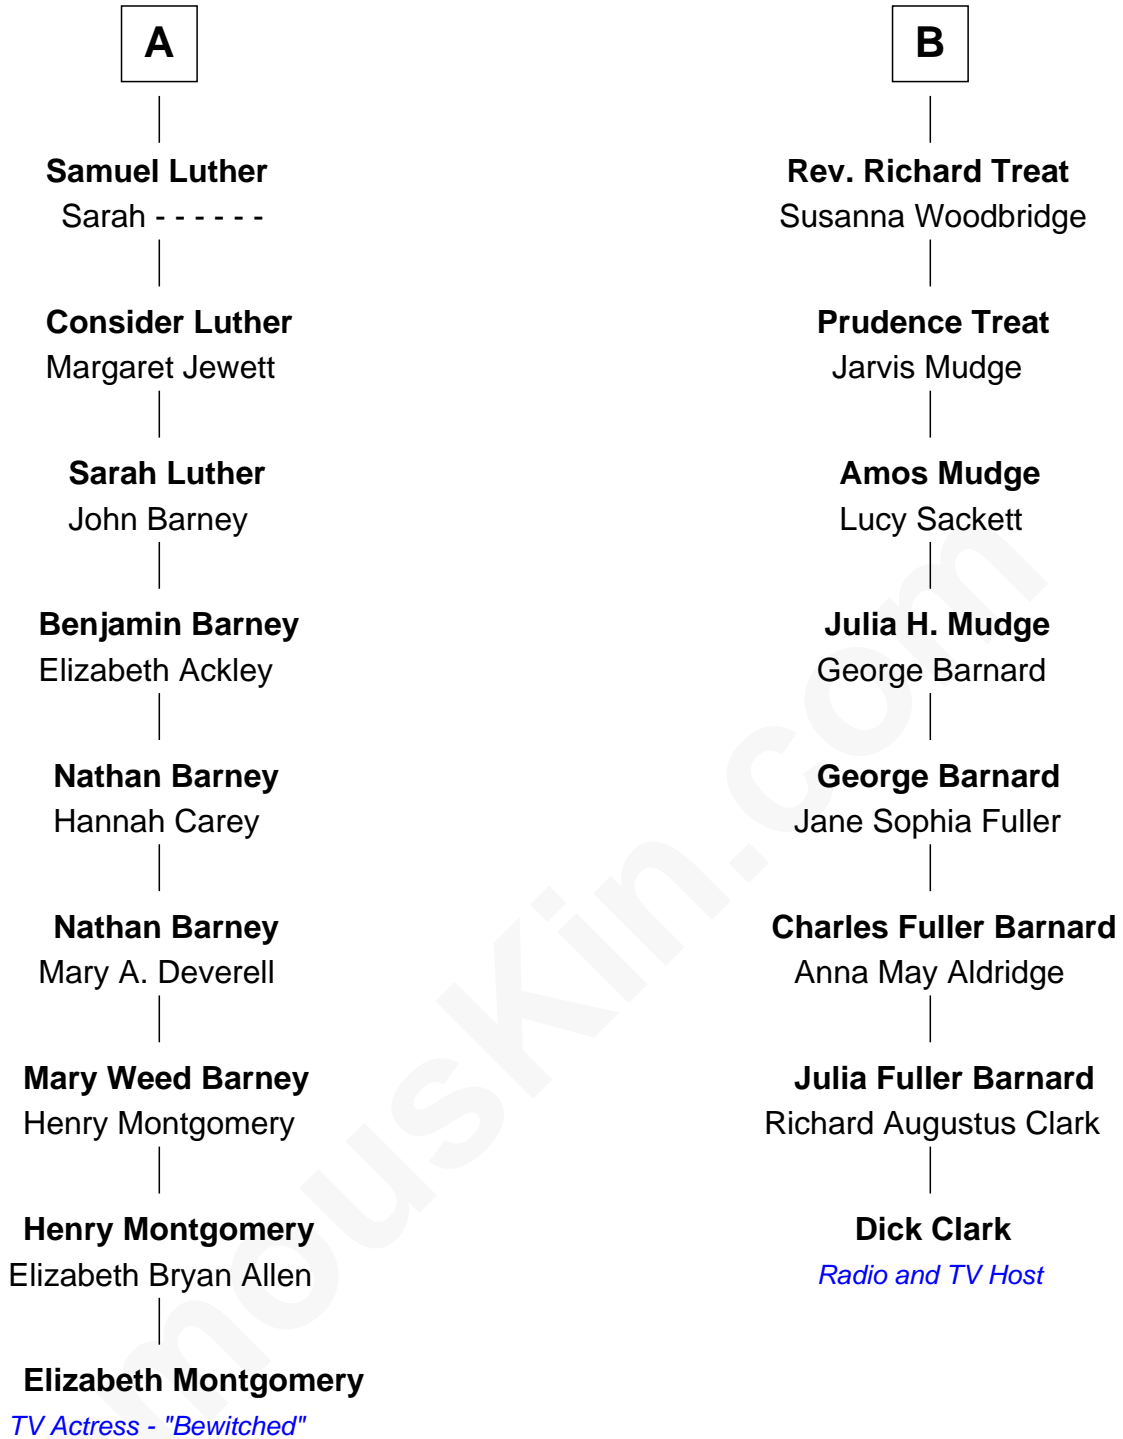 A
Samuel Luther
Sarah - - - - - -
Consider Luther
Margaret Jewett
Sarah Luther
John Barney
Benjamin Barney
Elizabeth Ackley
Nathan Barney
Hannah Carey
Nathan Barney
Mary A. Deverell
Mary Weed Barney
Henry Montgomery
Henry Montgomery
Elizabeth Bryan Allen
Elizabeth Montgomery
TV Actress - "Bewitched"
B
Rev. Richard Treat
Susanna Woodbridge
Prudence Treat
Jarvis Mudge
Amos Mudge
Lucy Sackett
Julia H. Mudge
George Barnard
George Barnard
Jane Sophia Fuller
Charles Fuller Barnard
Anna May Aldridge
Julia Fuller Barnard
Richard Augustus Clark
Dick Clark
Radio and TV Host
mousKin.com